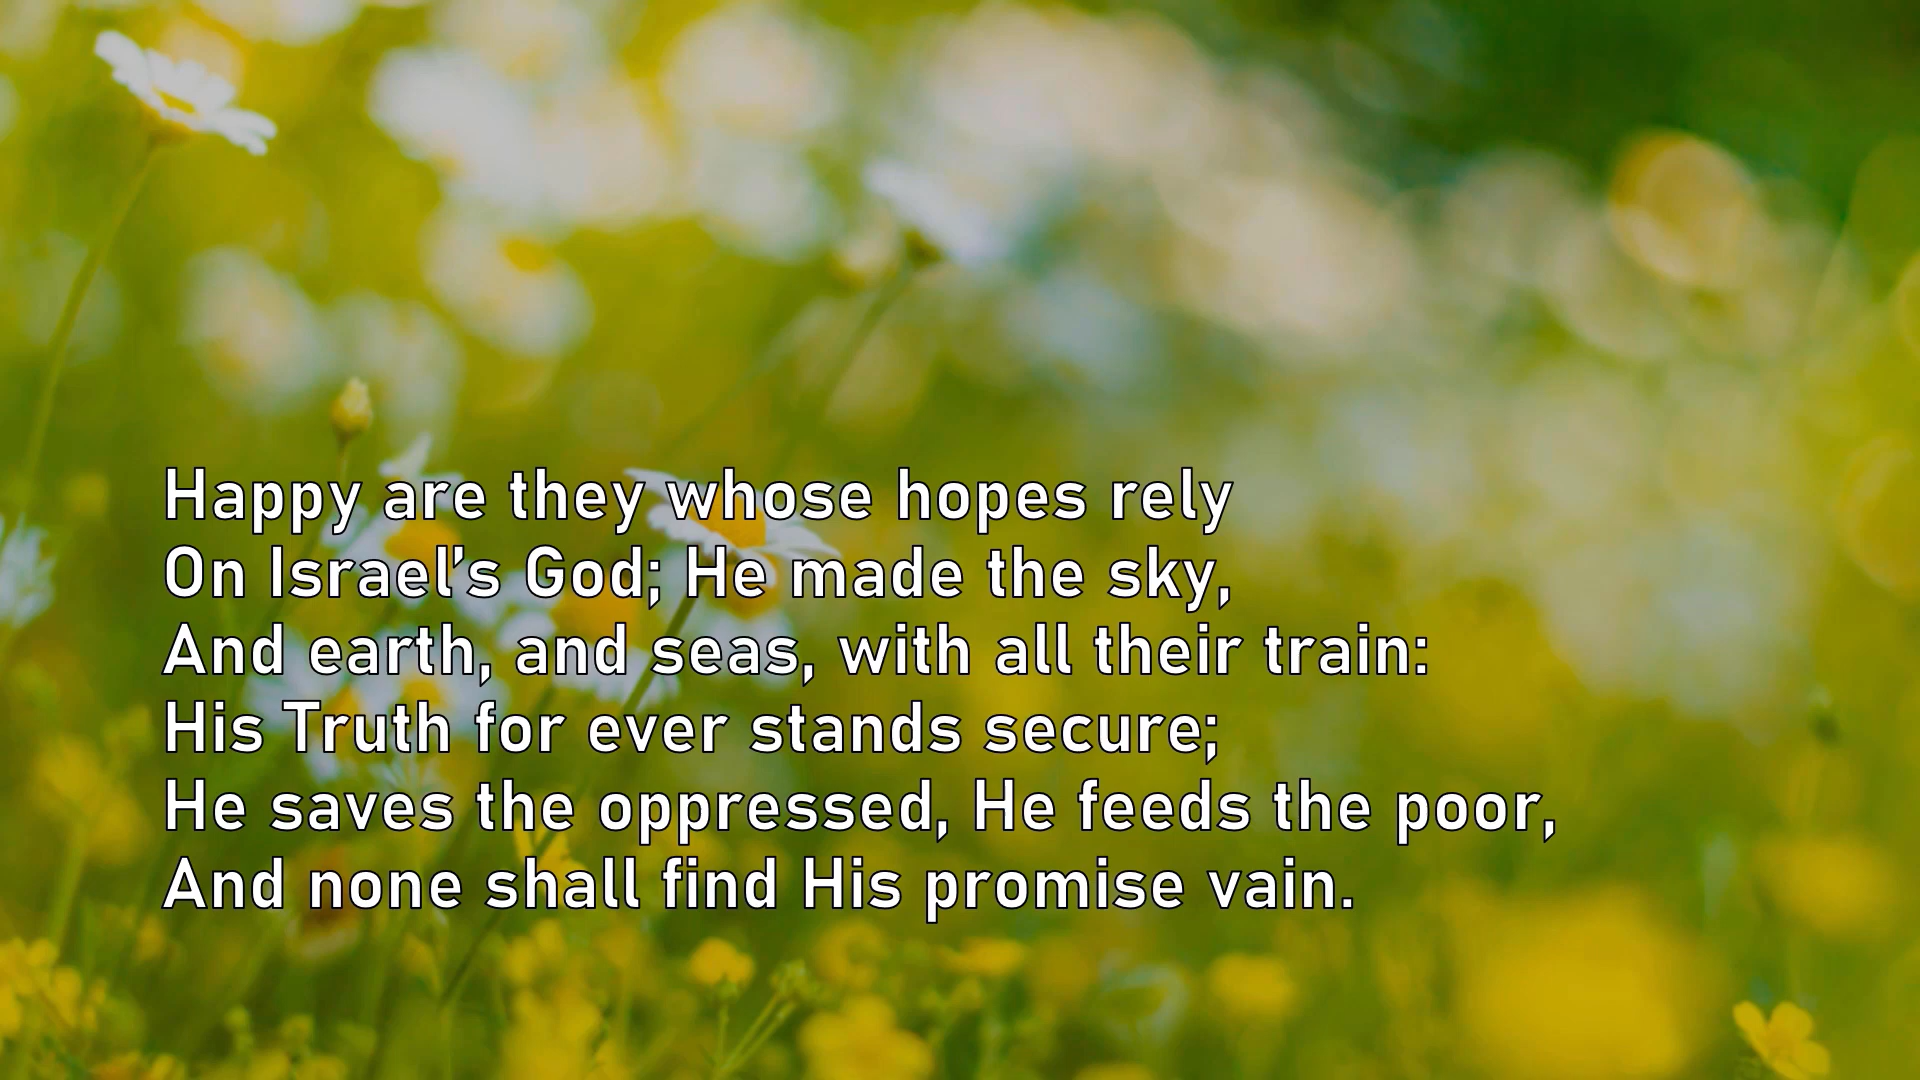 Happy are they whose hopes rely
On Israel’s God; He made the sky,
And earth, and seas, with all their train:
His Truth for ever stands secure;
He saves the oppressed, He feeds the poor,
And none shall find His promise vain.